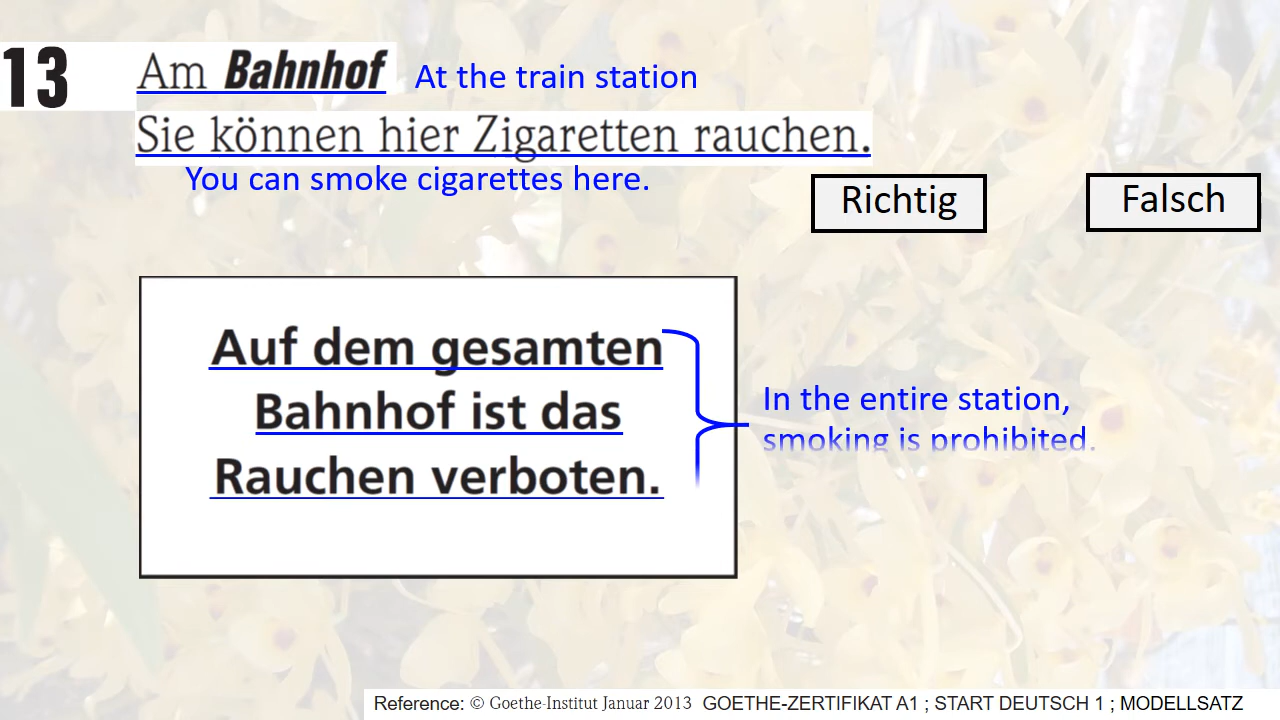 13
Am Bahnhof At the train station
Sie können hier Zigaretten rauchen.
You can smoke cigarettes here.
Richtig Falsch
Auf dem gesamten
Bahnhof ist das
Rauchen verboten.
In the entire station,
smoking is prohibited.
Reference: © Goethe-Institut Januar 2013 GOETHE-ZERTIFIKAT A1 ; START DEUTSCH 1 ; MODELLSATZ